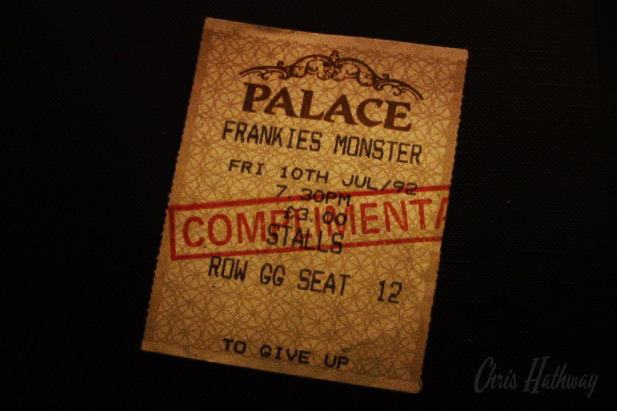 PALACE
FRANKIES MONSTER
FRI 10TH JUL/92
7.30PM
£3.00
COMPLIMENTA
STALLS
ROW GG SEAT 12
TO GIVE UP
Chris Hathway